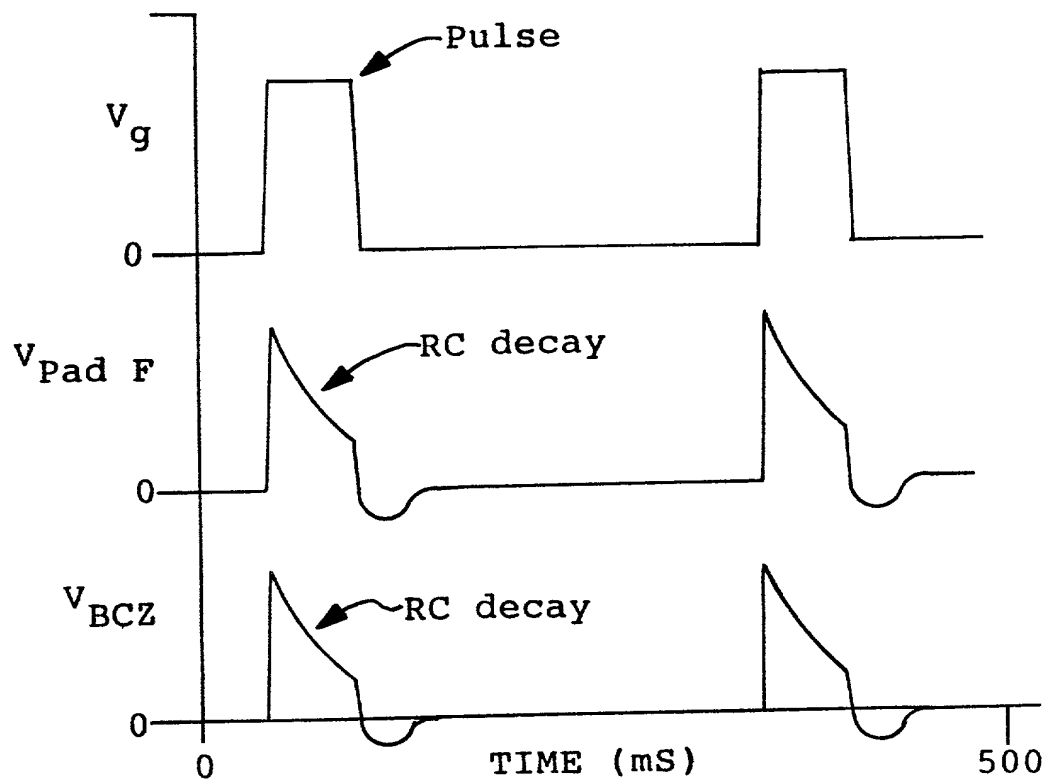 Pulse
Vg
0
VPad F
RC decay
0
VBCZ
RC decay
0
0
TIME (mS)
500